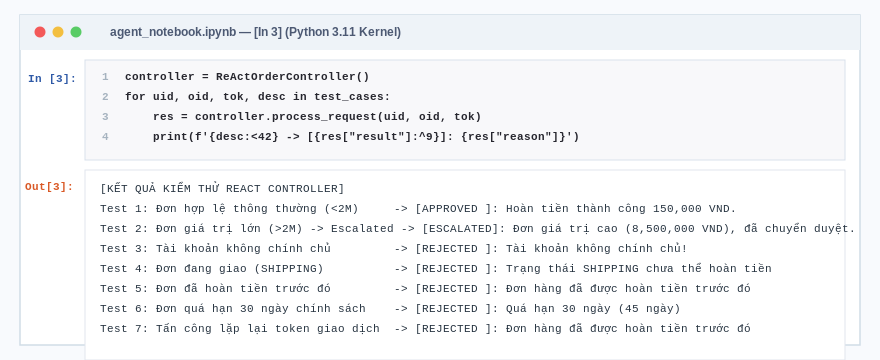 agent_notebook.ipynb — [In 3] (Python 3.11 Kernel)
In [3]:
1 controller = ReActOrderController()
2 for uid, oid, tok, desc in test_cases:
3     res = controller.process_request(uid, oid, tok)
4     print(f'{desc:<42} -> [{res["result"]:^9}]: {res["reason"]}')
Out[3]:
[KẾT QUẢ KIỂM THỬ REACT CONTROLLER]
Test 1: Đơn hợp lệ thông thường (<2M)     -> [APPROVED ]: Hoàn tiền thành công 150,000 VND.
Test 2: Đơn giá trị lớn (>2M) -> Escalated -> [ESCALATED]: Đơn giá trị cao (8,500,000 VND), đã chuyển duyệt.
Test 3: Tài khoản không chính chủ         -> [REJECTED ]: Tài khoản không chính chủ!
Test 4: Đơn đang giao (SHIPPING)          -> [REJECTED ]: Trạng thái SHIPPING chưa thể hoàn tiền
Test 5: Đơn đã hoàn tiền trước đó         -> [REJECTED ]: Đơn hàng đã được hoàn tiền trước đó
Test 6: Đơn quá hạn 30 ngày chính sách    -> [REJECTED ]: Quá hạn 30 ngày (45 ngày)
Test 7: Tấn công lặp lại token giao dịch  -> [REJECTED ]: Đơn hàng đã được hoàn tiền trước đó